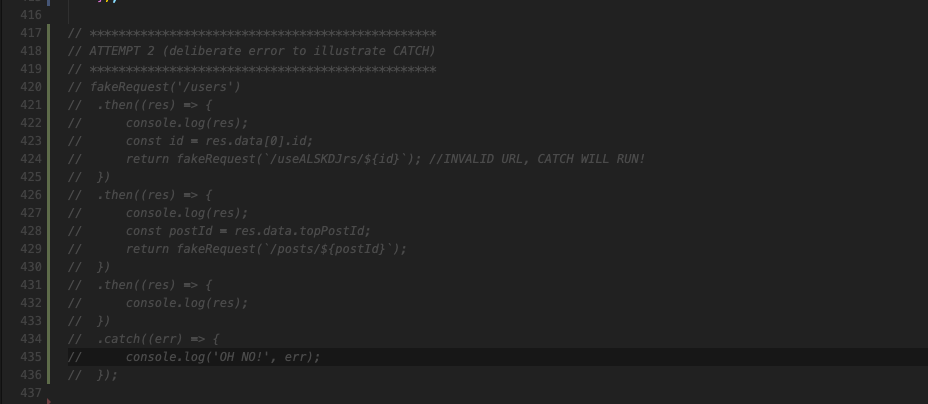 416
417 // ************************************************
418 // ATTEMPT 2 (deliberate error to illustrate CATCH)
419 // ************************************************
420 // fakeRequest('/users')
421 //  .then((res) => {
422 //      console.log(res);
423 //      const id = res.data[0].id;
424 //      return fakeRequest(`/useALSKDJrs/${id}`); //INVALID URL, CATCH WILL RUN!
425 //  })
426 //  .then((res) => {
427 //      console.log(res);
428 //      const postId = res.data.topPostId;
429 //      return fakeRequest(`/posts/${postId}`);
430 //  })
431 //  .then((res) => {
432 //      console.log(res);
433 //  })
434 //  .catch((err) => {
435 //      console.log('OH NO!', err);
436 //  });
437